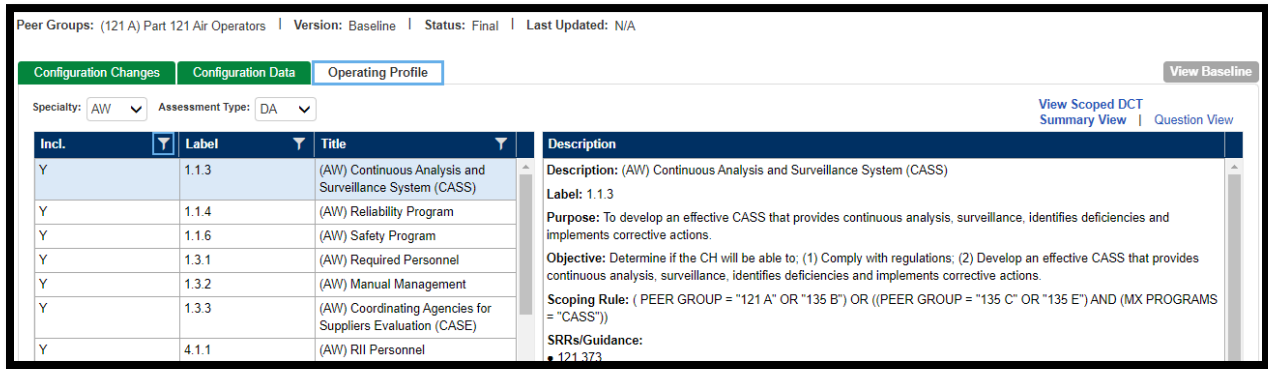 Peer Groups: (121 A) Part 121 Air Operators | Version: Baseline | Status: Final | Last Updated: N/A
Configuration Changes Configuration Data Operating Profile View Baseline
Specialty: AW Assessment Type: DA
View Scoped DCT
Summary View | Question View
Incl. Label Title
Y 1.1.3 (AW) Continuous Analysis and
Surveillance System (CASS)
Y 1.1.4 (AW) Reliability Program
Y 1.1.6 (AW) Safety Program
Y 1.3.1 (AW) Required Personnel
Y 1.3.2 (AW) Manual Management
Y 1.3.3 (AW) Coordinating Agencies for
Suppliers Evaluation (CASE)
Y 4.1.1 (AW) RII Personnel
Description
Description: (AW) Continuous Analysis and Surveillance System (CASS)
Label: 1.1.3
Purpose: To develop an effective CASS that provides continuous analysis, surveillance, identifies deficiencies and
implements corrective actions.
Objective: Determine if the CH will be able to; (1) Comply with regulations; (2) Develop an effective CASS that provides
continuous analysis, surveillance, identifies deficiencies and implements corrective actions.
Scoping Rule: ( PEER GROUP = "121 A" OR "135 B") OR ((PEER GROUP = "135 C" OR "135 E") AND (MX PROGRAMS
= "CASS"))
SRRs/Guidance:
• 121.373